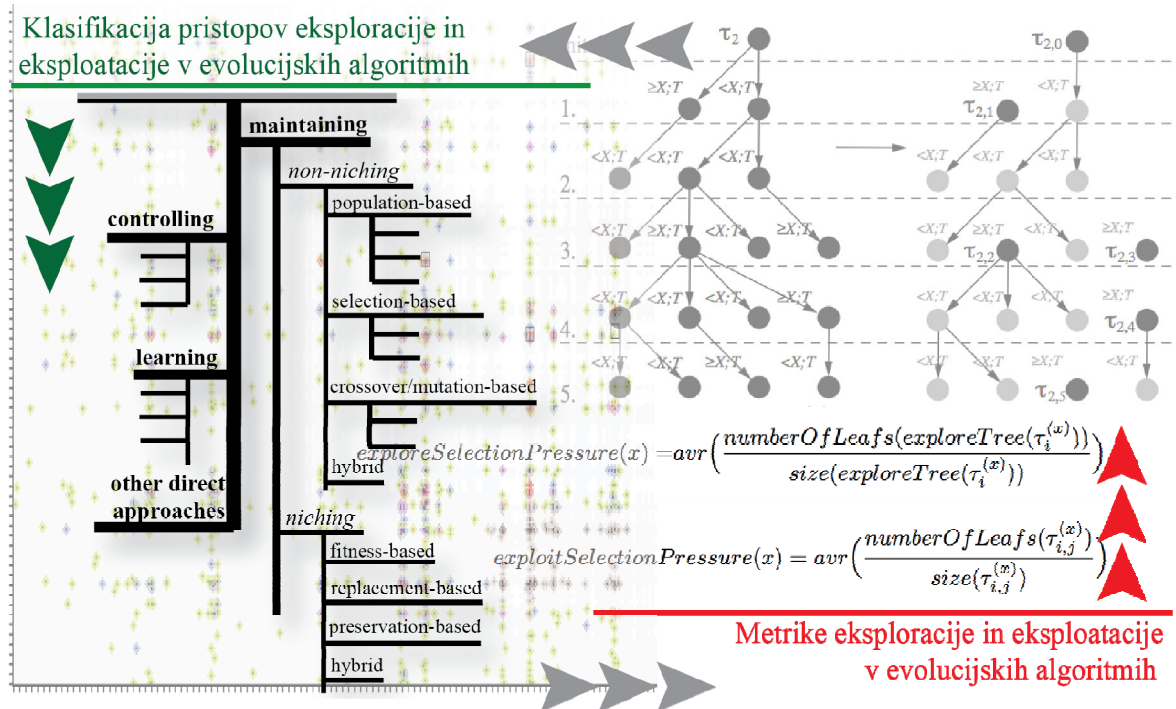 Klasifikacija pristopov eksploracije in
eksploatacije v evolucijskih algoritmih
maintaining
non-niching
population-based
controlling
selection-based
learning
crossover/mutation-based
hybrid
other direct
approaches
niching
fitness-based
replacement-based
preservation-based
hybrid
τ₂ τ₂,₀
≥X;T <X;T ≥X;T <X;T
1. τ₂,₁
<X;T <X;T <X;T <X;T <X;T <X;T
2.
<X;T ≥X;T <X;T ≥X;T <X;T <X;T ≥X;T
3. τ₂,₂ τ₂,₃
<X;T <X;T <X;T ≥X;T <X;T <X;T <X;T ≥X;T
4. τ₂,₄
<X;T <X;T ≥X;T <X;T <X;T <X;T ≥X;T <X;T
5. τ₂,₅
exploreSelectionPressure(x) = avr(numberOfLeafs(exploreTree(τᵢ⁽ˣ⁾))
size(exploreTree(τᵢ⁽ˣ⁾)))
exploitSelectionPressure(x) = avr(numberOfLeafs(τᵢ,ⱼ⁽ˣ⁾)
size(τᵢ,ⱼ⁽ˣ⁾))
Metrike eksploracije in eksploatacije
v evolucijskih algoritmih